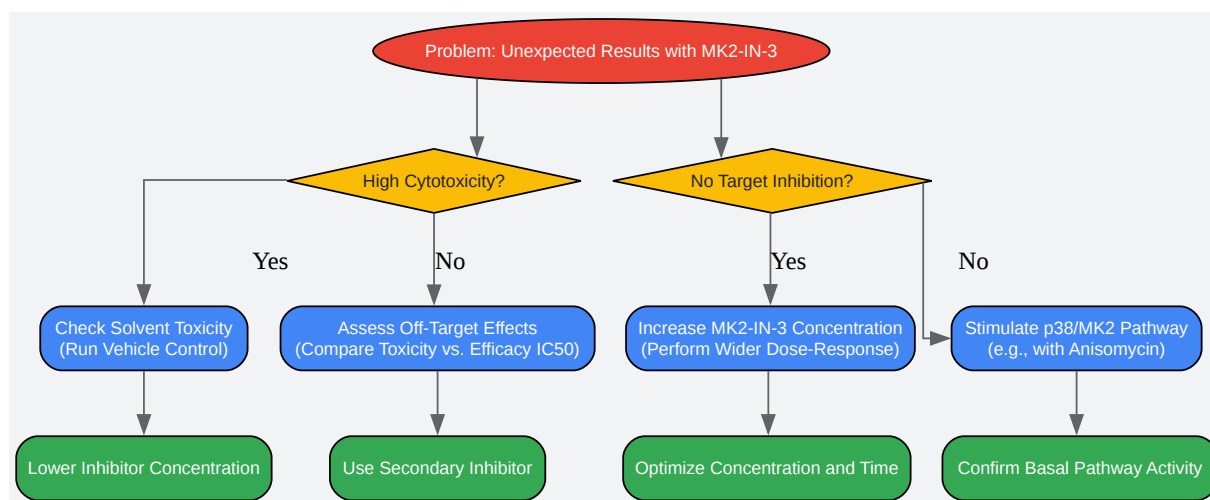 Problem: Unexpected Results with MK2-IN-3
High Cytotoxicity?
No Target Inhibition?
Yes
No
Yes
No
Check Solvent Toxicity
(Run Vehicle Control)
Assess Off-Target Effects
(Compare Toxicity vs. Efficacy IC50)
Increase MK2-IN-3 Concentration
(Perform Wider Dose-Response)
Stimulate p38/MK2 Pathway
(e.g., with Anisomycin)
Lower Inhibitor Concentration
Use Secondary Inhibitor
Optimize Concentration and Time
Confirm Basal Pathway Activity